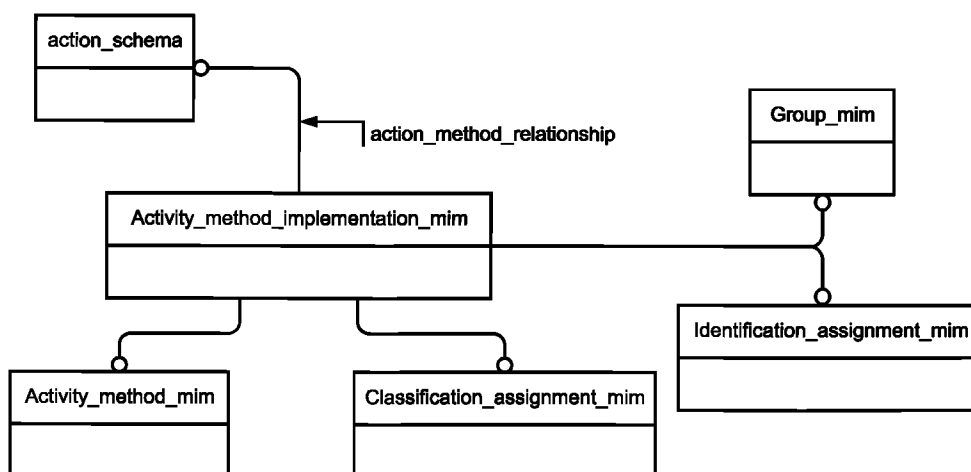 action_schema
Group_mim
action_method_relationship
Activity_method_implementation_mim
Identification_assignment_mim
Activity_method_mim
Classification_assignment_mim